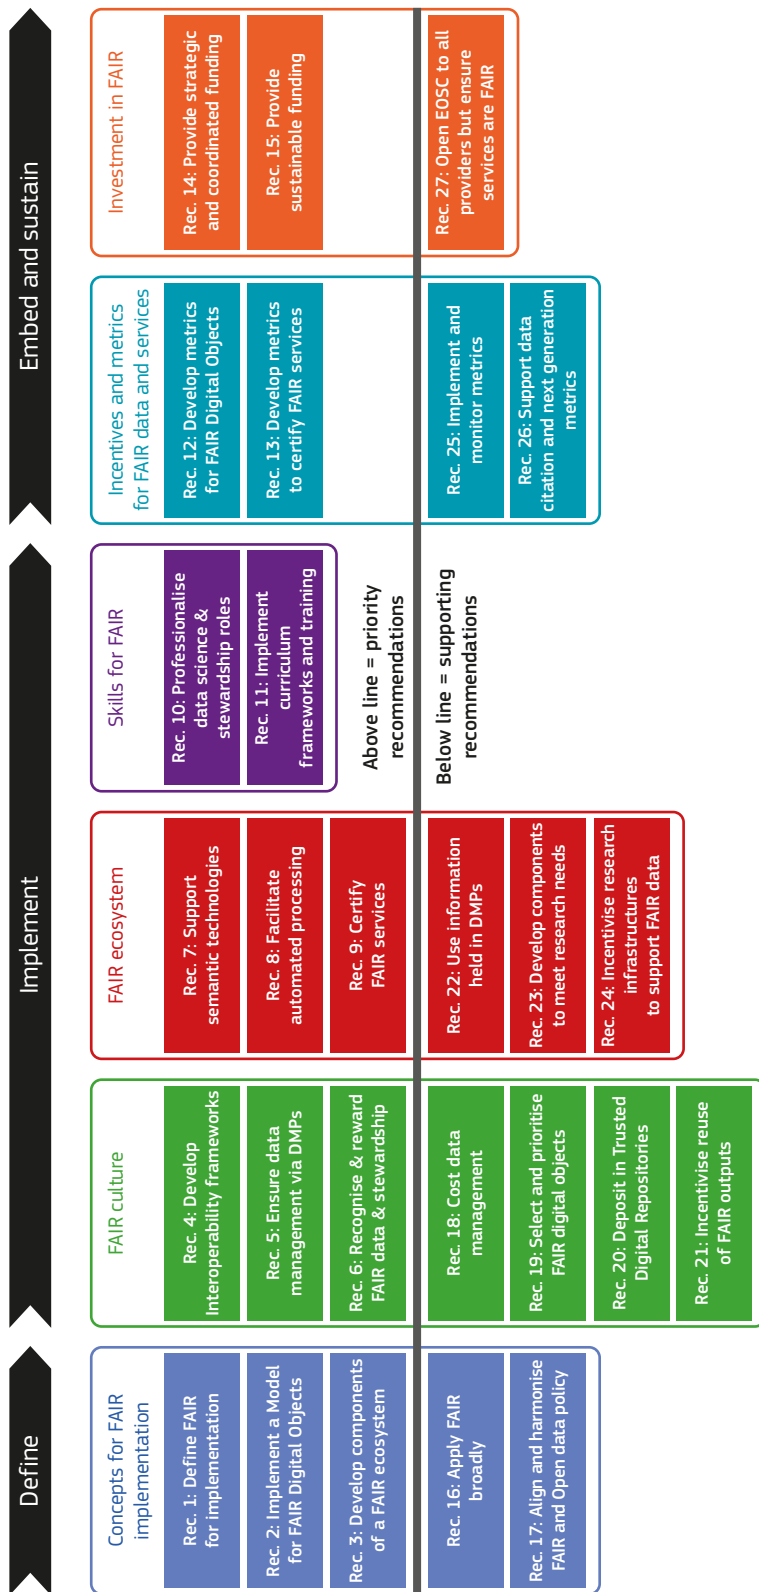 Define
Implement
Embed and sustain
Concepts for FAIR
implementation
Rec. 1: Define FAIR
for implementation
Rec. 2: Implement a Model
for FAIR Digital Objects
Rec. 3: Develop components
of a FAIR ecosystem
Rec. 16: Apply FAIR
broadly
Rec. 17: Align and harmonise
FAIR and Open data policy
FAIR culture
Rec. 4: Develop
Interoperability frameworks
Rec. 5: Ensure data
management via DMPs
Rec. 6: Recognise & reward
FAIR data & stewardship
Rec. 18: Cost data
management
Rec. 19: Select and prioritise
FAIR digital objects
Rec. 20: Deposit in Trusted
Digital Repositories
Rec. 21: Incentivise reuse
of FAIR outputs
FAIR ecosystem
Rec. 7: Support
semantic technologies
Rec. 8: Facilitate
automated processing
Rec. 9: Certify
FAIR services
Rec. 22: Use information
held in DMPs
Rec. 23: Develop components
to meet research needs
Rec. 24: Incentivise research
infrastructures
to support FAIR data
Skills for FAIR
Rec. 10: Professionalise
data science &
stewardship roles
Rec. 11: Implement
curriculum
frameworks and training
Above line = priority
recommendations
Below line = supporting
recommendations
Incentives and metrics
for FAIR data and services
Rec. 12: Develop metrics
for FAIR Digital Objects
Rec. 13: Develop metrics
to certify FAIR services
Rec. 25: Implement and
monitor metrics
Rec. 26: Support data
citation and next generation
metrics
Investment in FAIR
Rec. 14: Provide strategic
and coordinated funding
Rec. 15: Provide
sustainable funding
Rec. 27: Open EOSC to all
providers but ensure
services are FAIR